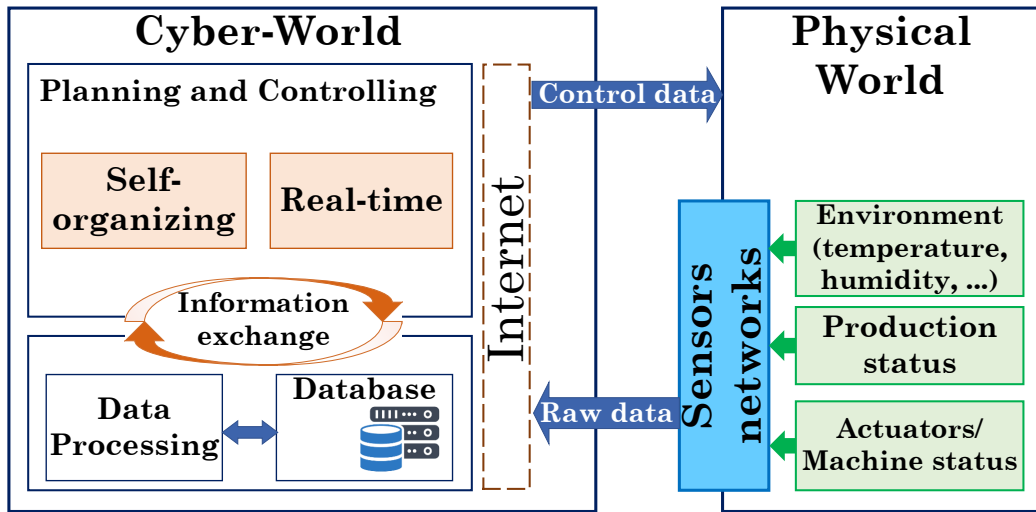 Cyber-World
Planning and Controlling
Self-
organizing
Real-time
Information
exchange
Data
Processing
Database
Internet
Control data
Raw data
Physical
World
Sensors
networks
Environment
(temperature,
humidity, ...)
Production
status
Actuators/
Machine status